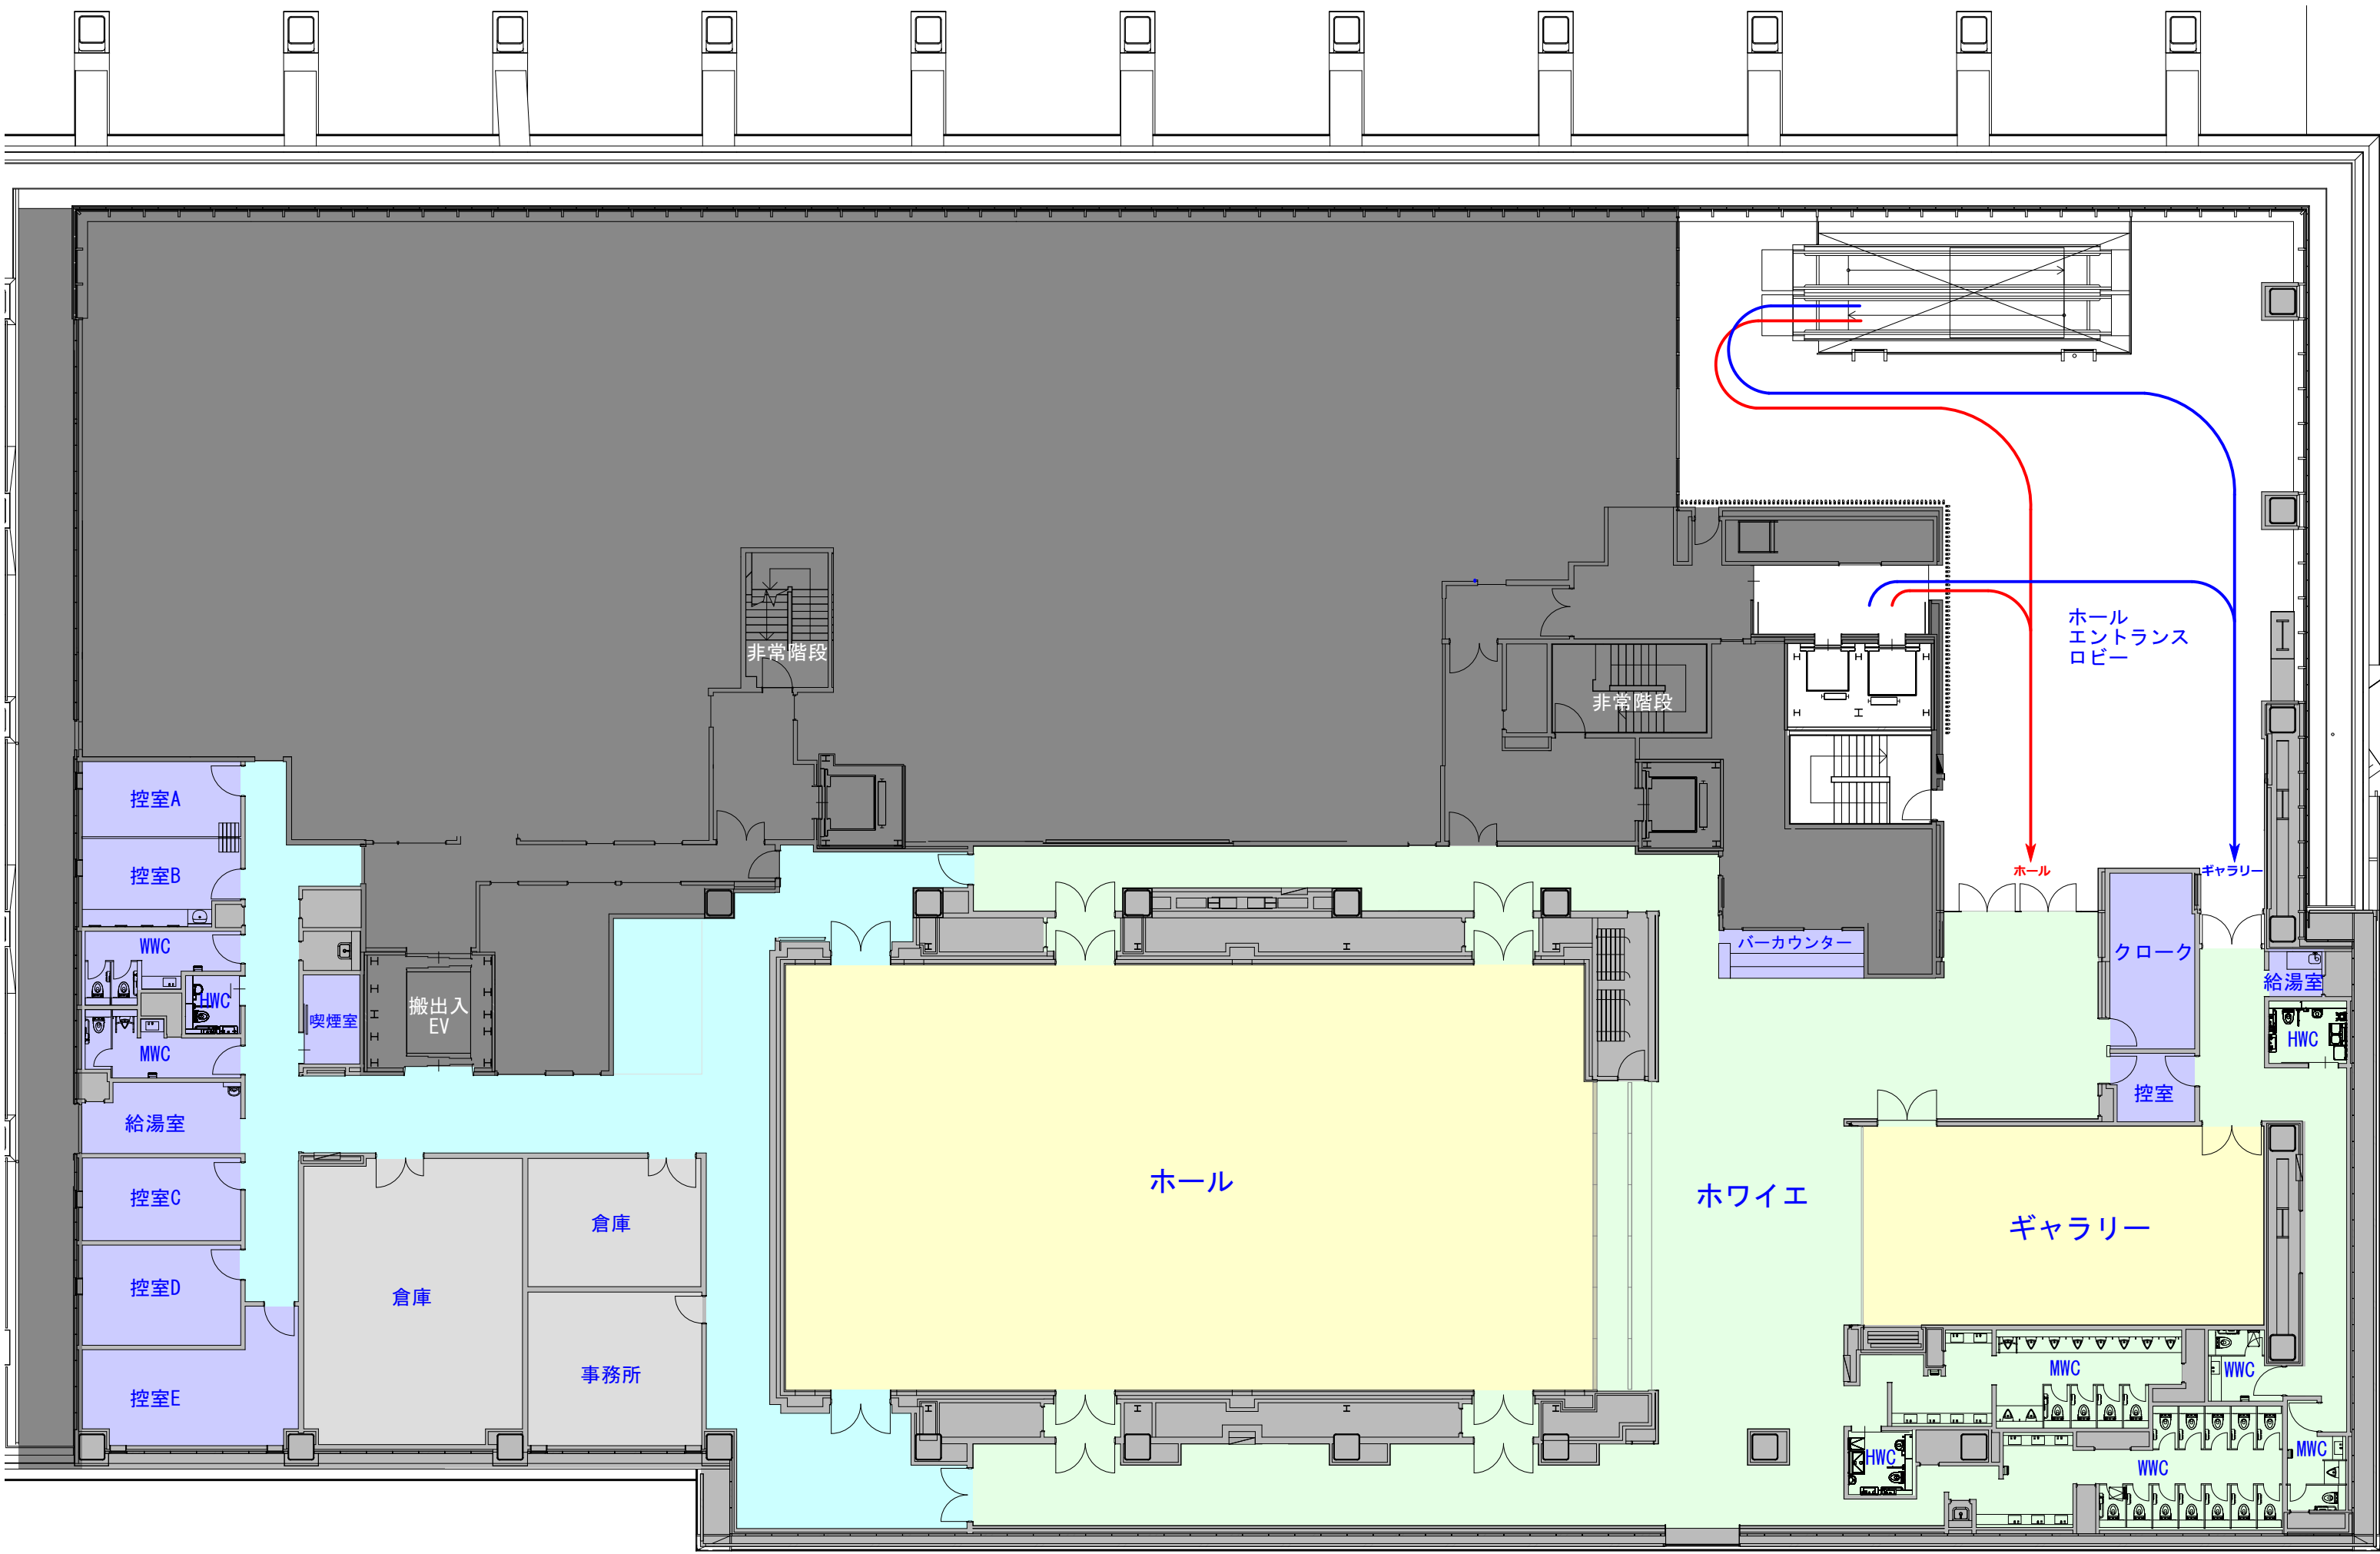 ホール
エントランス
ロビー
非常階段
非常階段
控室A
控室B
ホール
ギャラリー
バーカウンター
クローク
WWC
給湯室
HWC
喫煙室
搬出入
EV
HWC
MWC
控室
給湯室
ホール
控室C
ホワイエ
倉庫
ギャラリー
控室D
倉庫
事務所
MWC
WWC
控室E
HWC
WWC
MWC